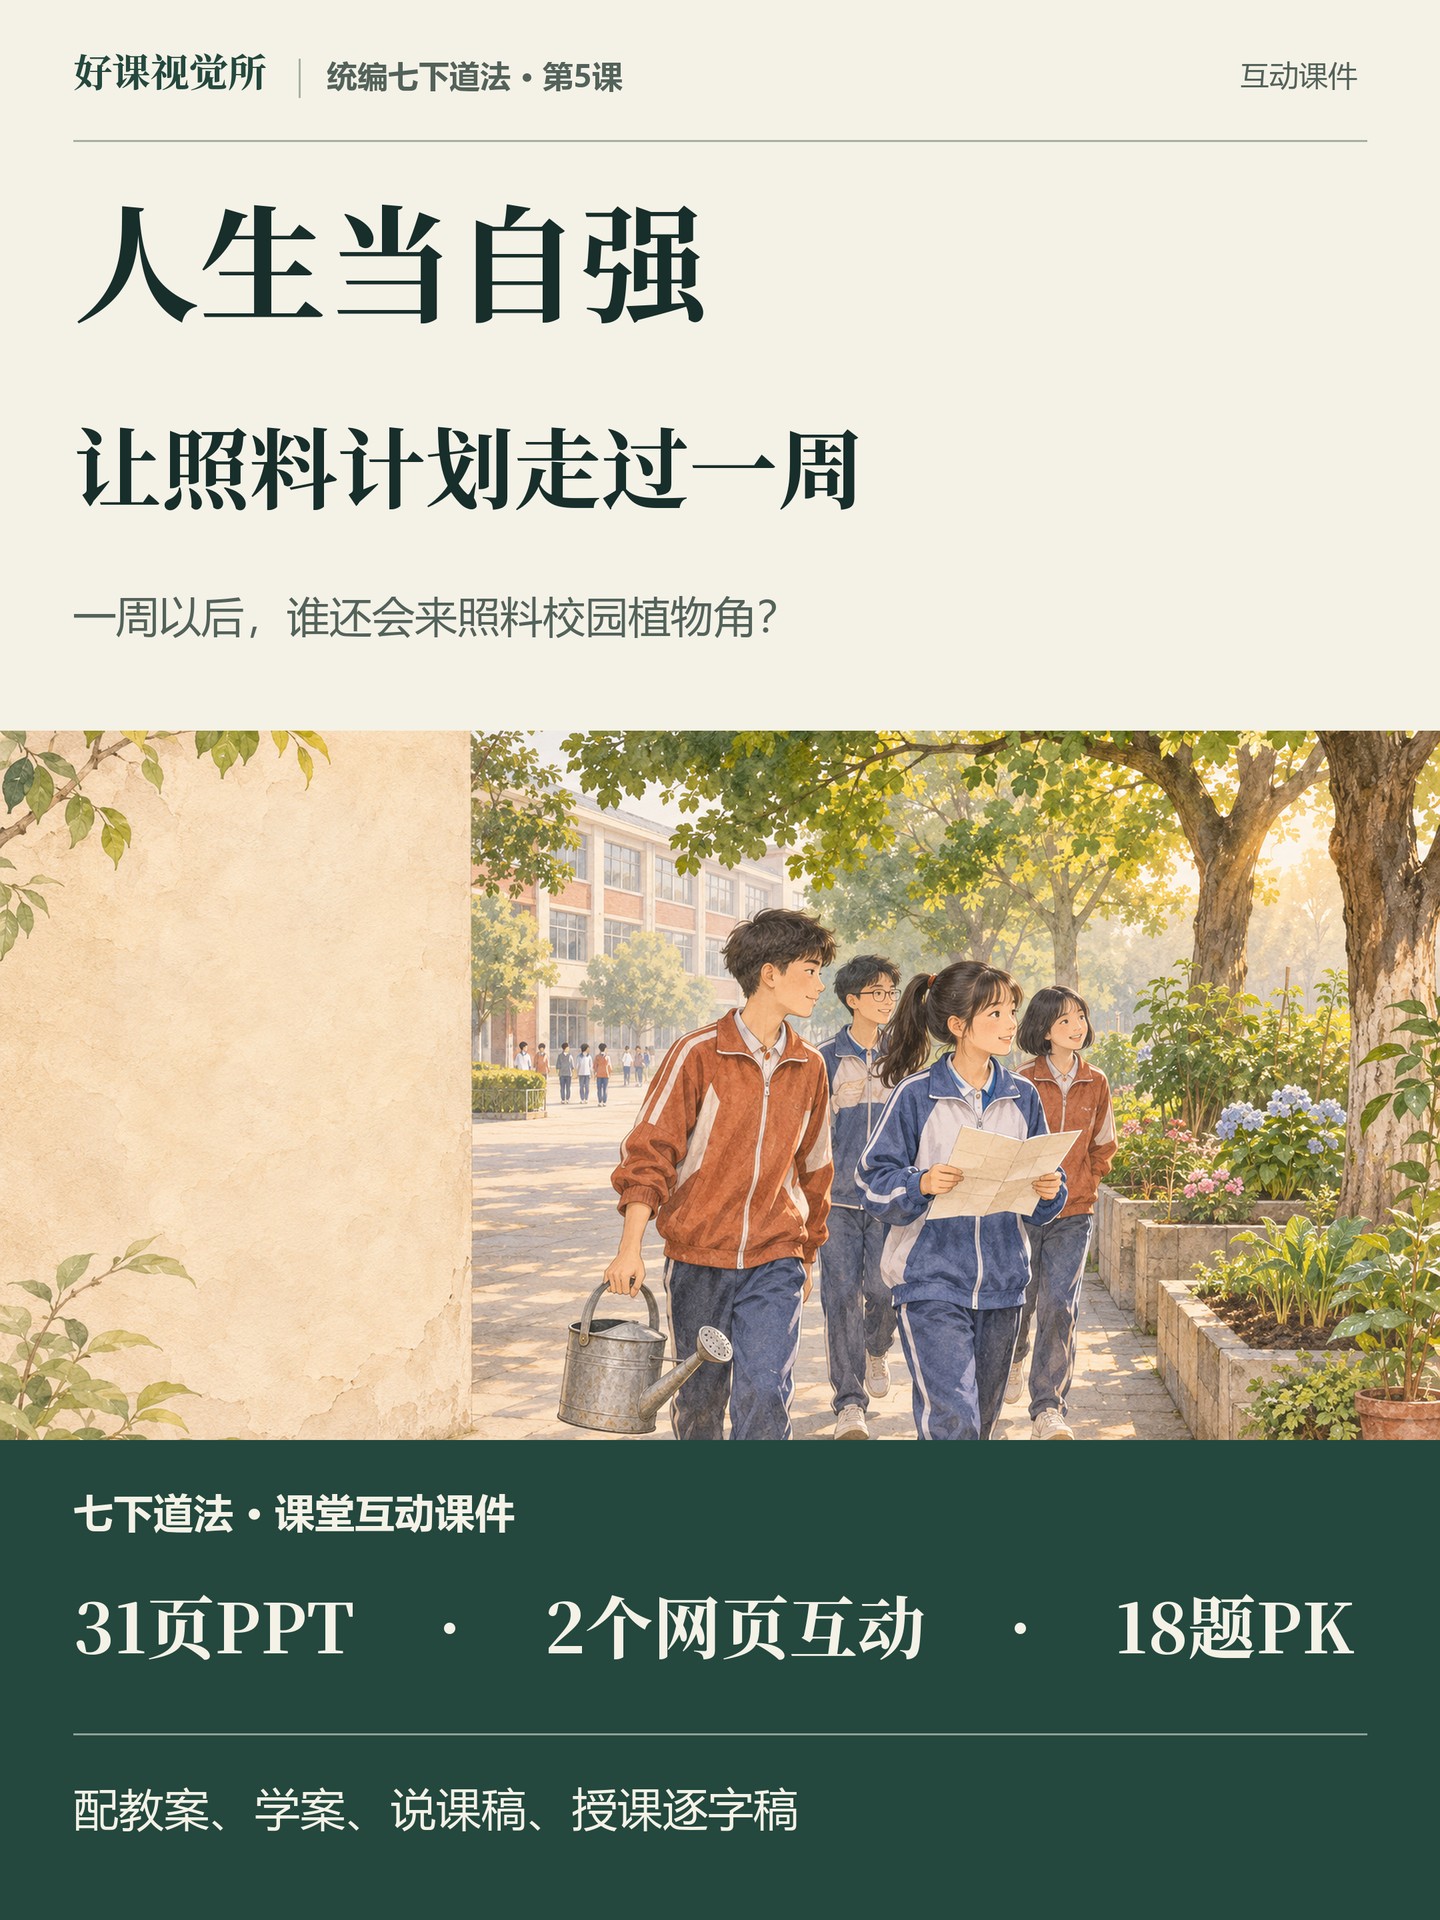 好课视觉所 | 统编七下道法·第5课 互动课件
人生当自强
让照料计划走过一周
一周以后，谁还会来照料校园植物角？
七下道法·课堂互动课件
31页PPT · 2个网页互动 · 18题PK
配教案、学案、说课稿、授课逐字稿